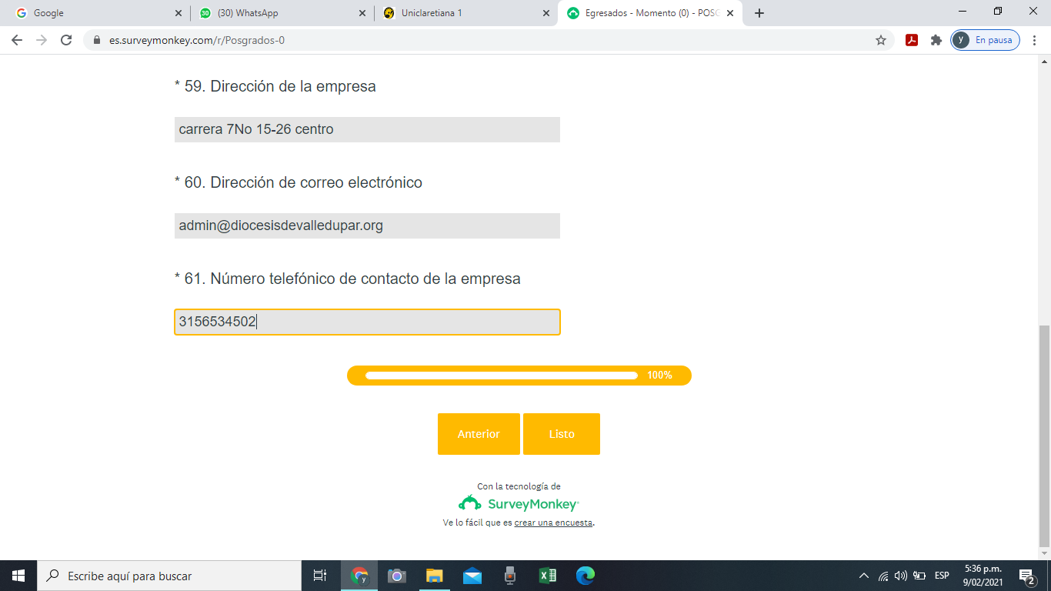 Google
(30) WhatsApp
Uniclaretiana 1
Egresados - Momento (0) - POSG
es.surveymonkey.com/r/Posgrados-0
y
En pausa
* 59. Dirección de la empresa
carrera 7No 15-26 centro
* 60. Dirección de correo electrónico
admin@diocesisdevalledupar.org
* 61. Número telefónico de contacto de la empresa
3156534502
100%
Anterior
Listo
Con la tecnología de
SurveyMonkey
Ve lo fácil que es crear una encuesta.
Escribe aquí para buscar
ESP
5:36 p.m.
9/02/2021
2